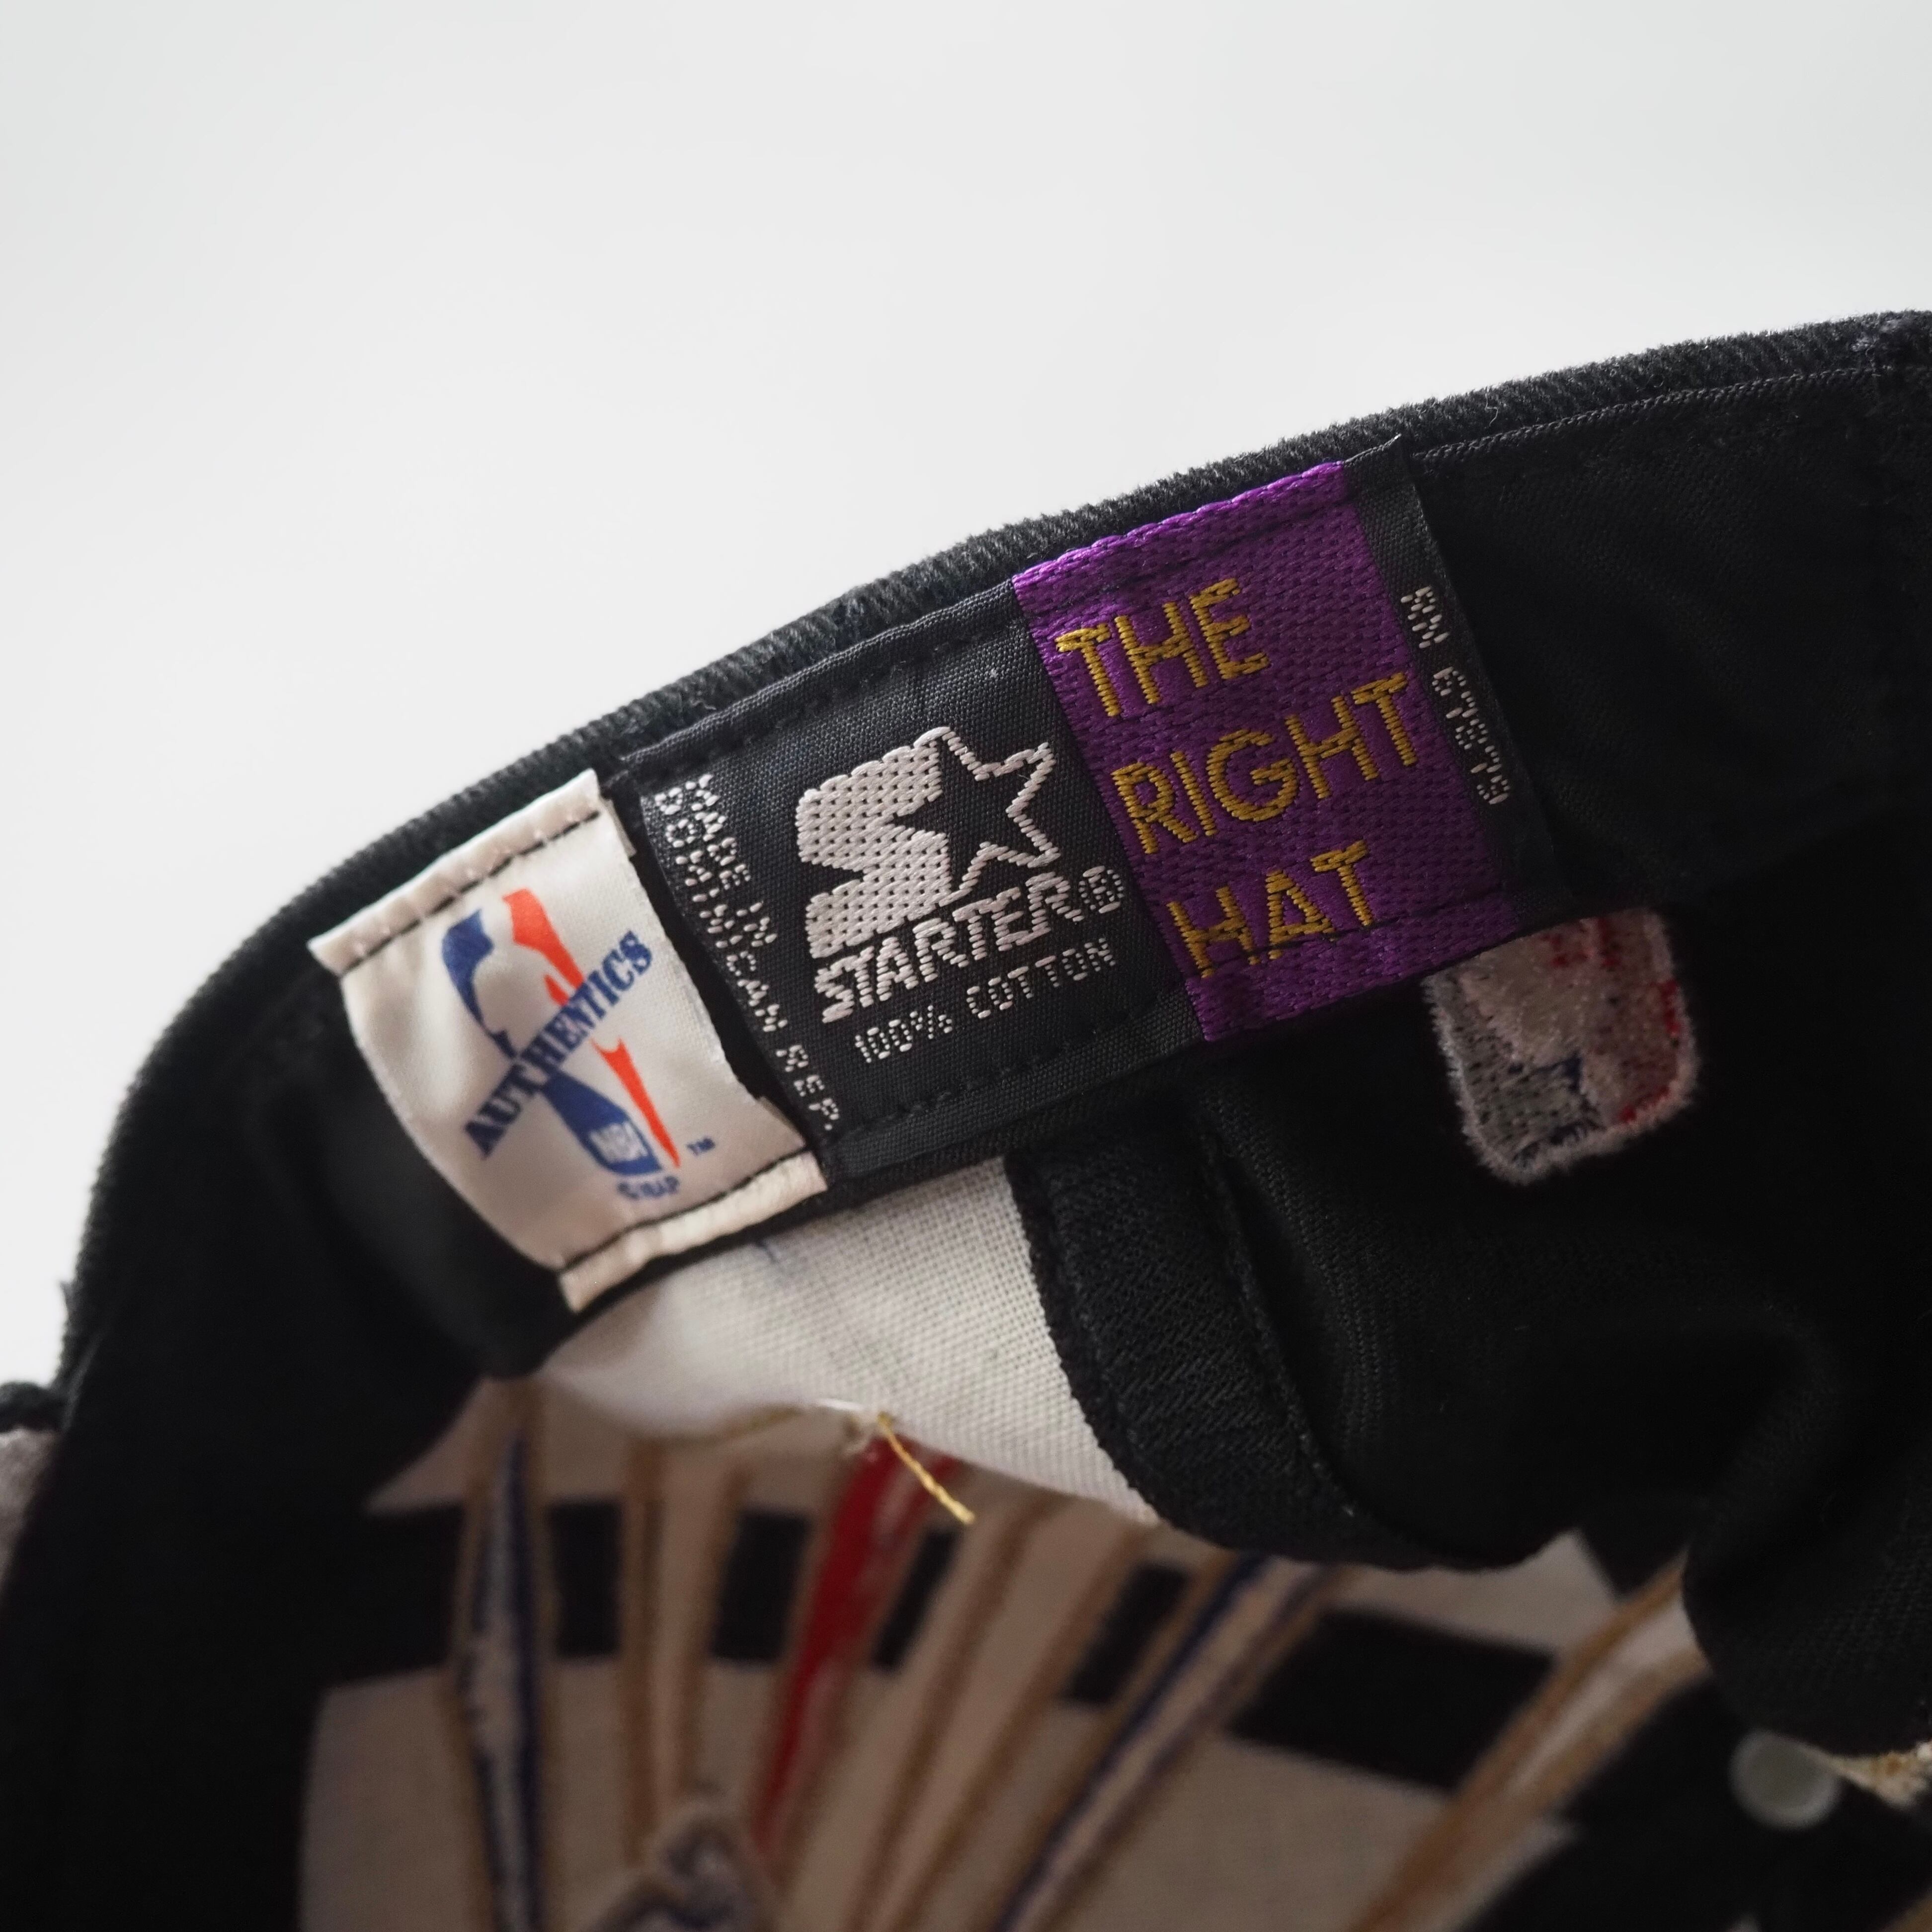 AUTHENTICS
NBA
TM
MADE IN
DOMINICAN REP.
STARTER®
100% COTTON
THE
RIGHT
HAT